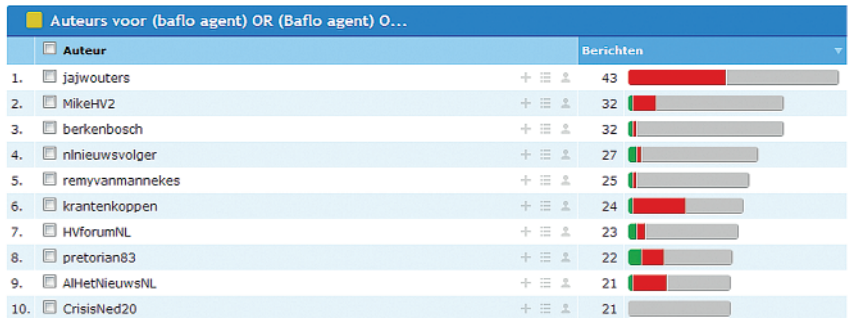 Auteurs voor (baflo agent) OR (Baflo agent) O...
Auteur Berichten
1. jajwouters 43
2. MikeHV2 32
3. berkenbosch 32
4. nlnieuwsvolger 27
5. remyvanmannekes 25
6. krantenkoppen 24
7. HVforumNL 23
8. pretorian83 22
9. AlHetNieuwsNL 21
10. CrisisNed20 21